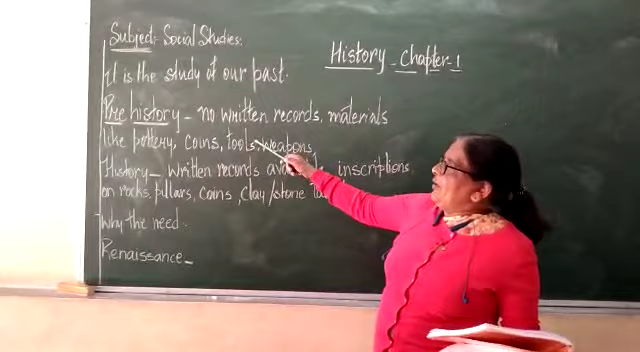 Subject:- Social Studies:
History - Chapter-1
It is the study of our past.
Pre history - no written records, materials
like pottery, coins, tools, weapons,
History - written records inscriptions
on rocks, pillars, coins, clay/stone
Why the need.
Renaissance -